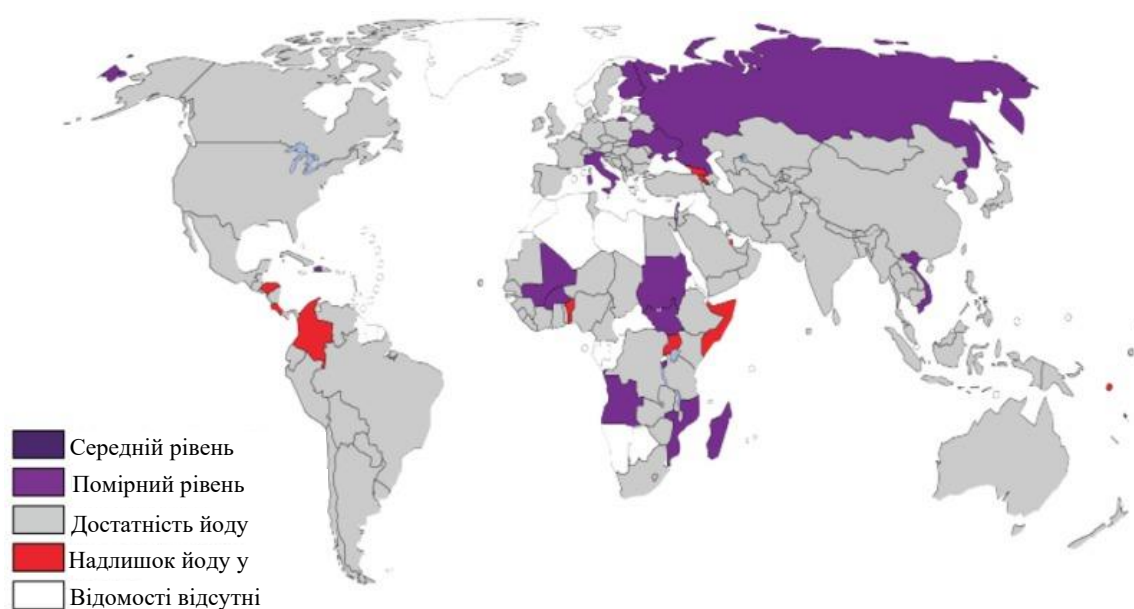 Середній рівень
Помірний рівень
Достатність йоду
Надлишок йоду у
Відомості відсутні